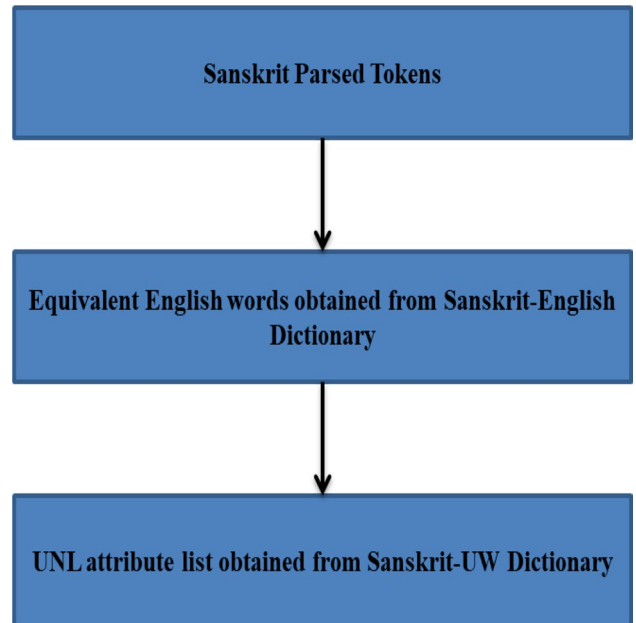 Sanskrit Parsed Tokens
Equivalent English words obtained from Sanskrit-English
Dictionary
UNL attribute list obtained from Sanskrit-UW Dictionary